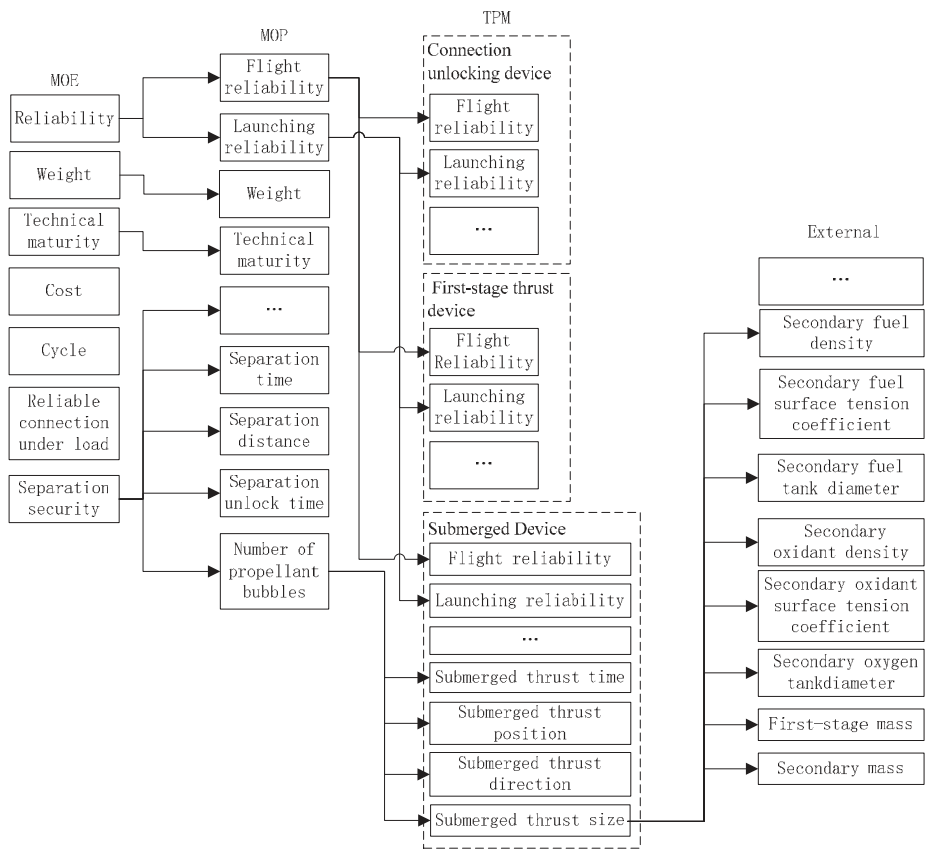 MOE
Reliability
Weight
Technical
maturity
Cost
Cycle
Reliable
connection
under load
Separation
security
MOP
Flight
reliability
Launching
reliability
Weight
Technical
maturity
...
Separation
time
Separation
distance
Separation
unlock time
Number of
propellant
bubbles
TPM
Connection
unlocking device
Flight
reliability
Launching
reliability
...
First-stage thrust
device
Flight
Reliability
Launching
reliability
...
Submerged Device
Flight reliability
Launching reliability
...
Submerged thrust time
Submerged thrust
position
Submerged thrust
direction
Submerged thrust size
External
...
Secondary fuel
density
Secondary fuel
surface tension
coefficient
Secondary fuel
tank diameter
Secondary
oxidant density
Secondary oxidant
surface tension
coefficient
Secondary oxygen
tankdiameter
First-stage mass
Secondary mass